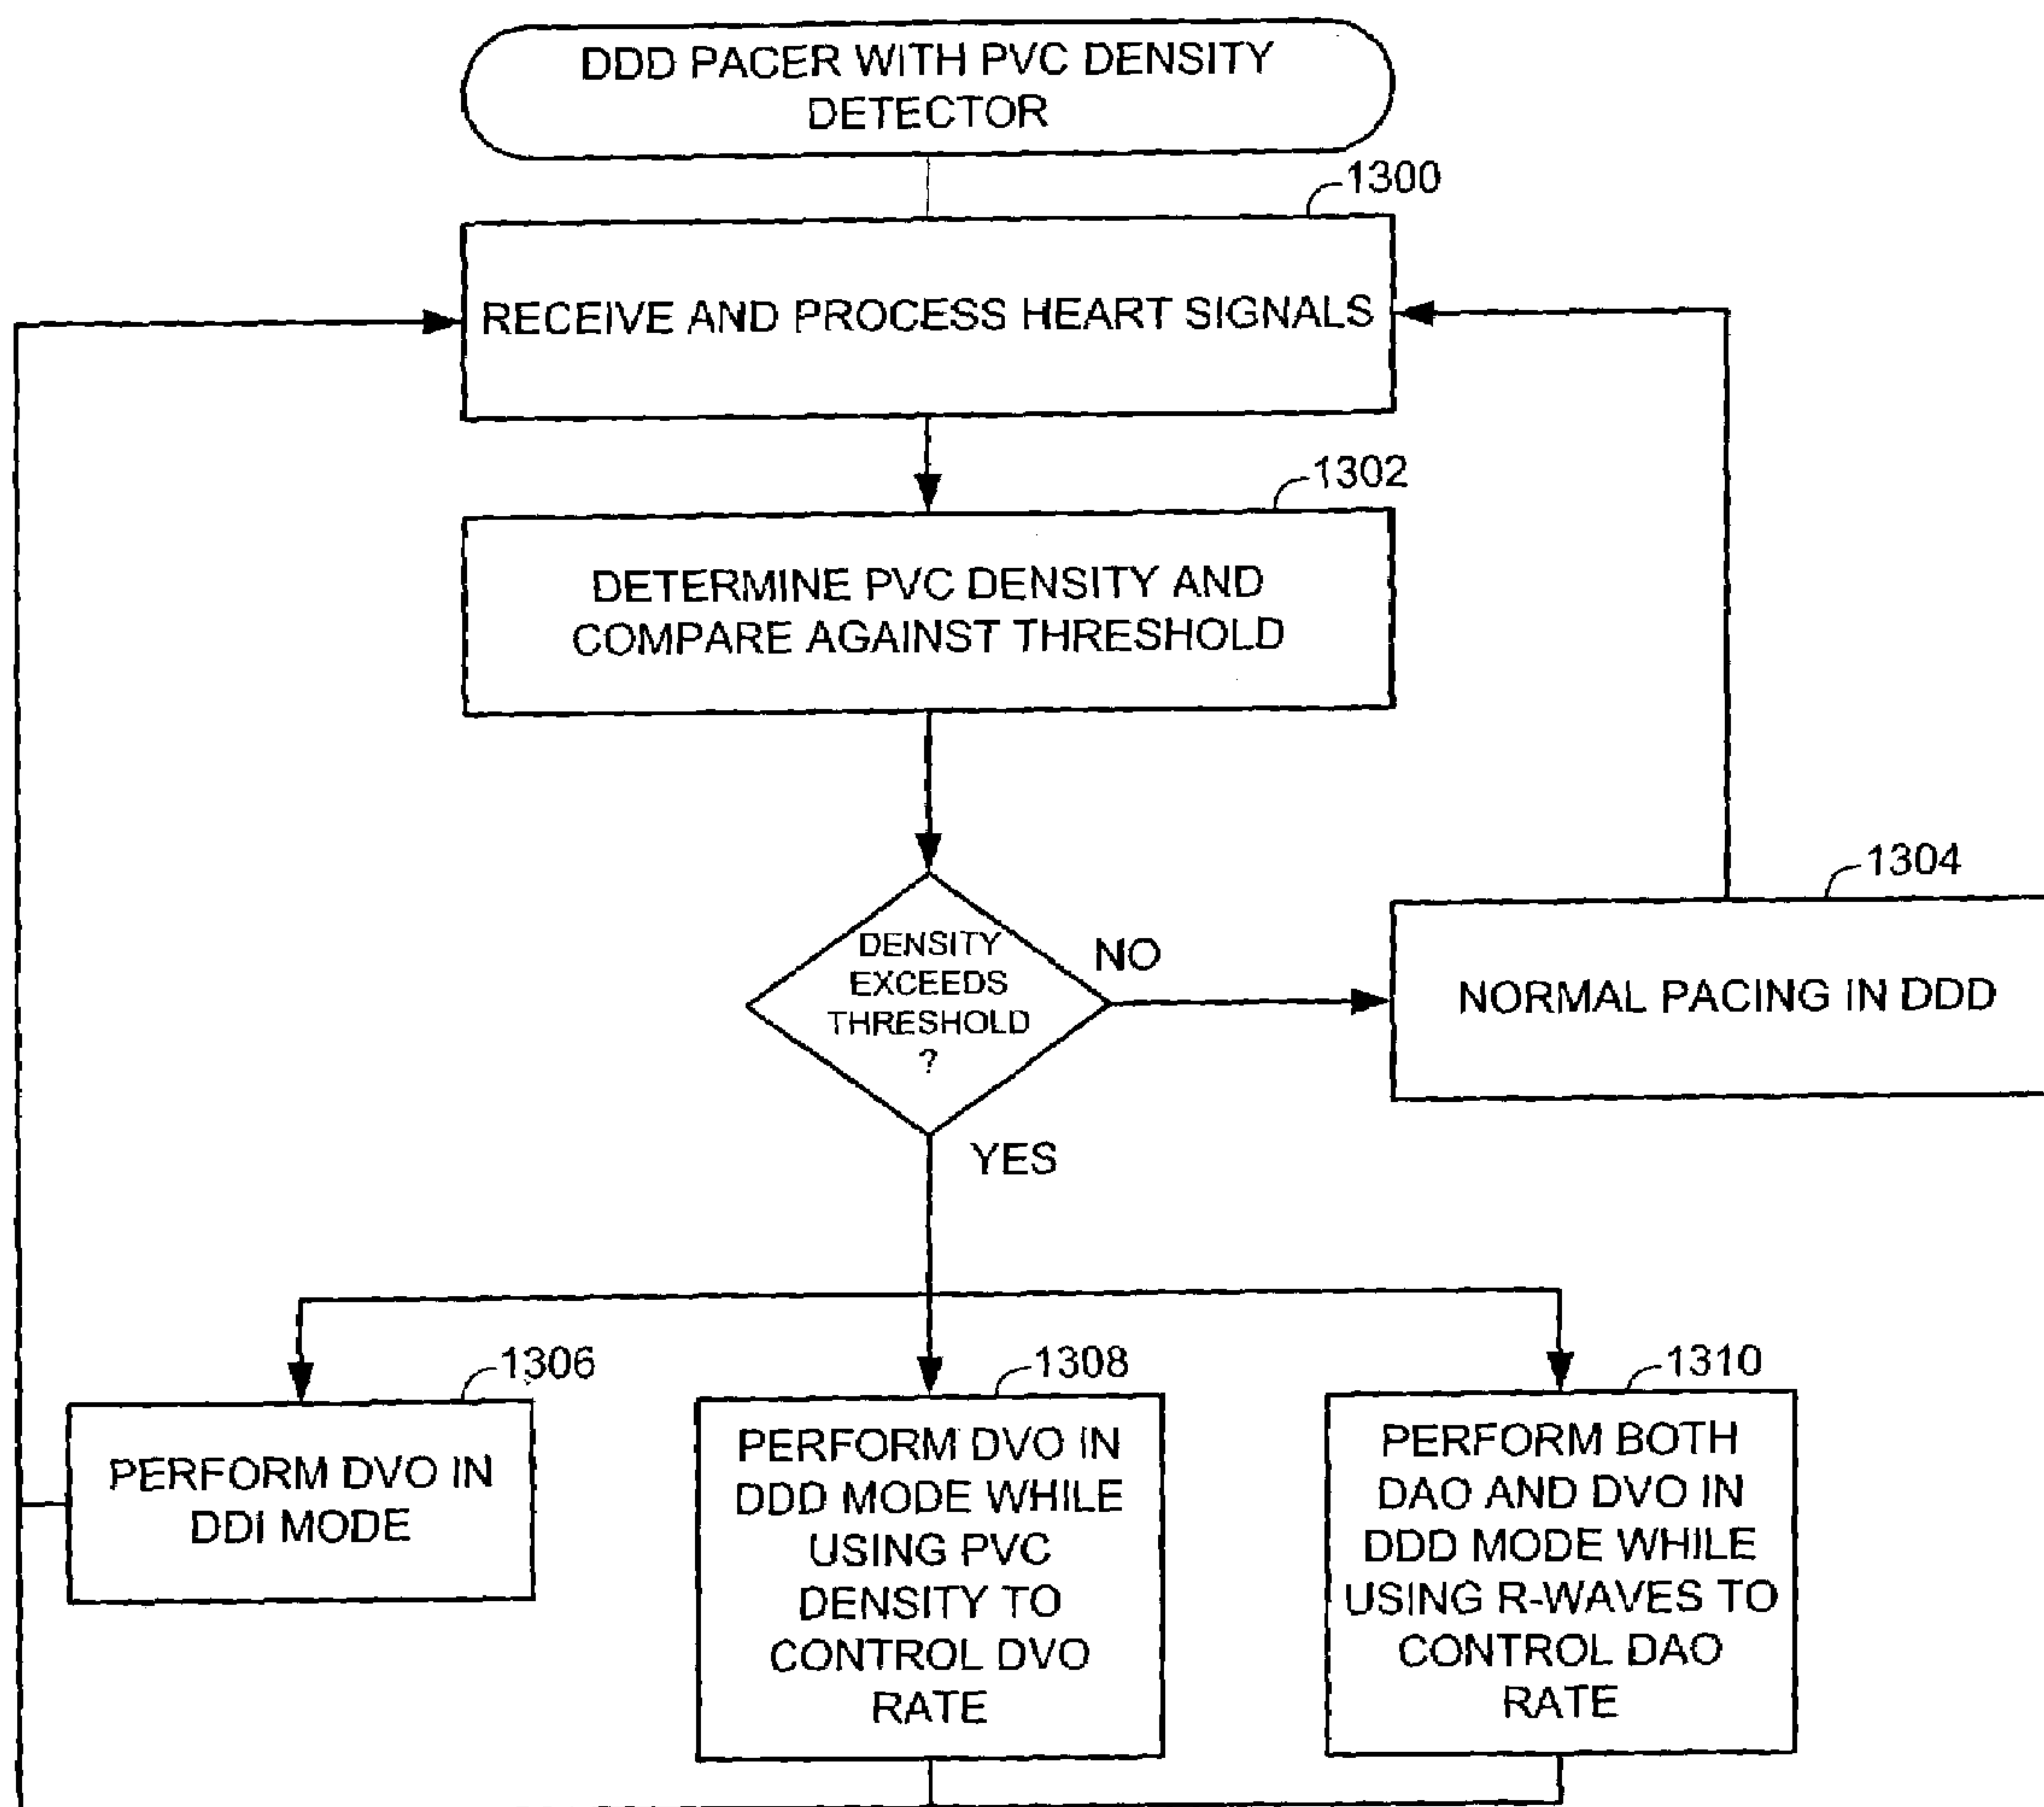 DDD PACER WITH PVC DENSITY
DETECTOR
1300
RECEIVE AND PROCESS HEART SIGNALS
1302
DETERMINE PVC DENSITY AND
COMPARE AGAINST THRESHOLD
1304
DENSITY
EXCEEDS
THRESHOLD
?
NO
NORMAL PACING IN DDD
YES
1306
PERFORM DVO IN
DDI MODE
1308
PERFORM DVO IN
DDD MODE WHILE
USING PVC
DENSITY TO
CONTROL DVO
RATE
1310
PERFORM BOTH
DAO AND DVO IN
DDD MODE WHILE
USING R-WAVES TO
CONTROL DAO
RATE